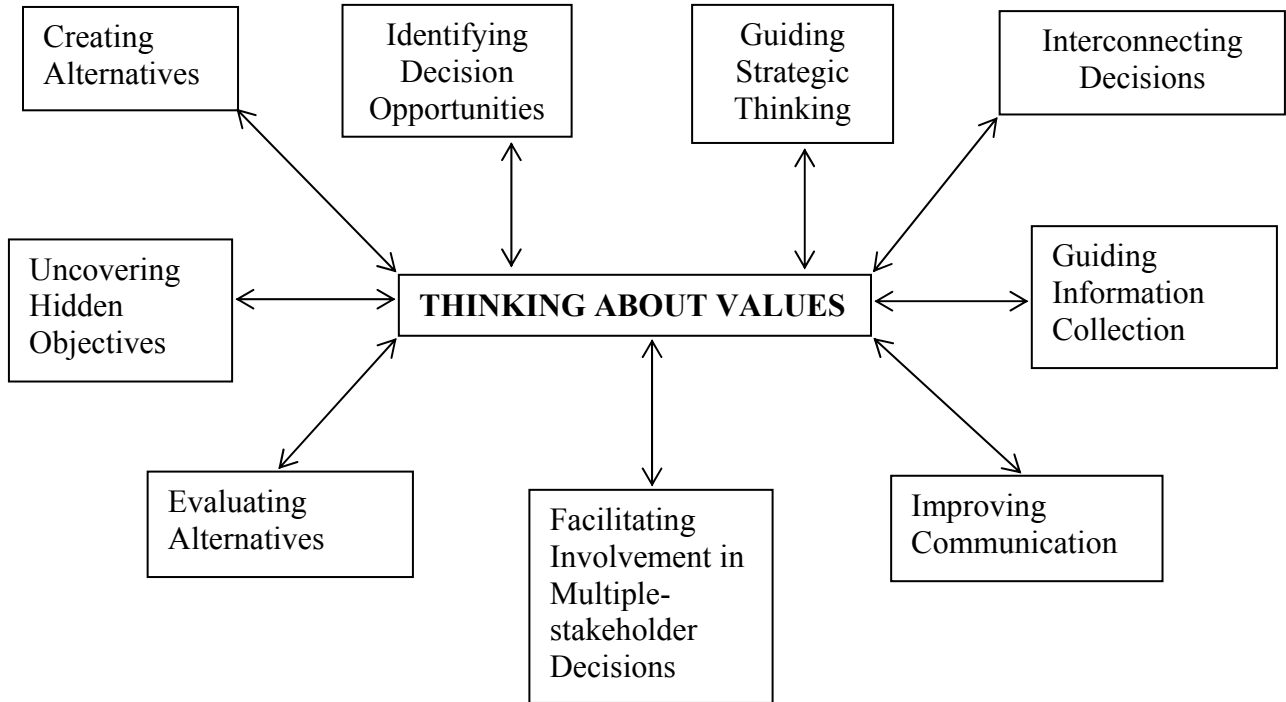 Creating
Alternatives
Identifying
Decision
Opportunities
Guiding
Strategic
Thinking
Interconnecting
Decisions
Uncovering
Hidden
Objectives
THINKING ABOUT VALUES
Guiding
Information
Collection
Evaluating
Alternatives
Facilitating
Involvement in
Multiple-
stakeholder
Decisions
Improving
Communication